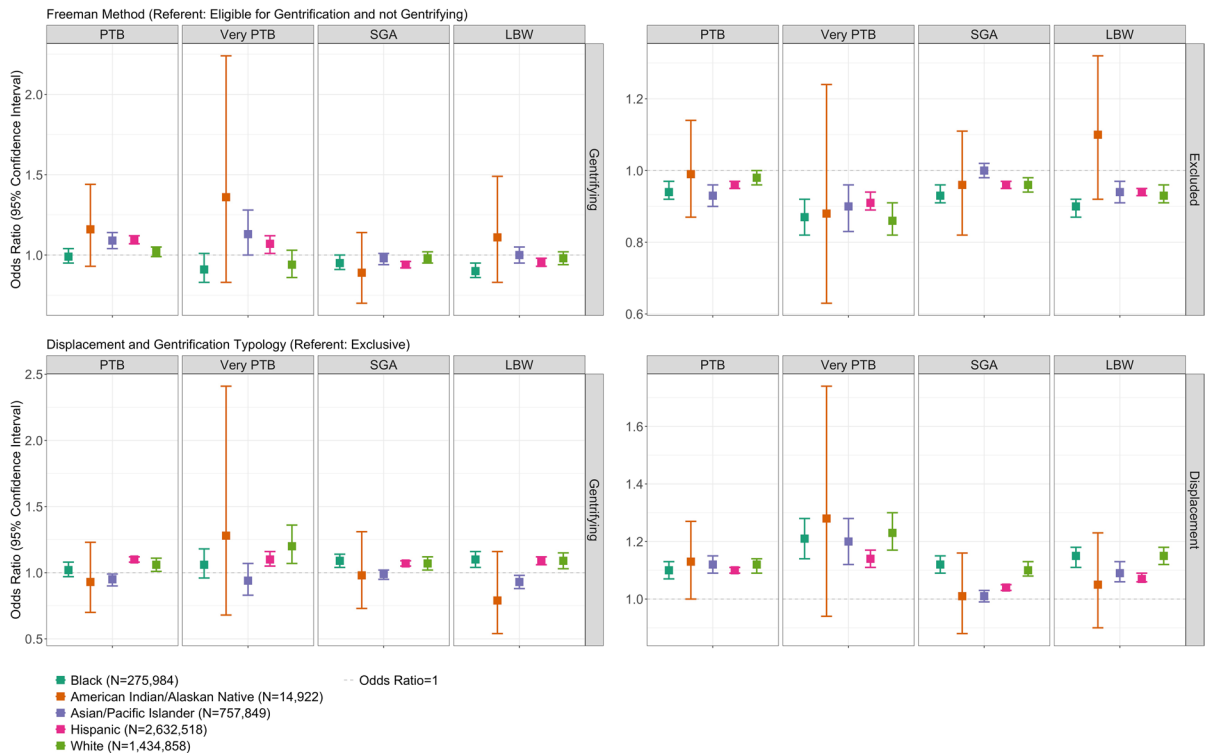 Freeman Method (Referent: Eligible for Gentrification and not Gentrifying)
PTB Very PTB SGA LBW
PTB Very PTB SGA LBW
Odds Ratio (95% Confidence Interval)
2.0
1.5
1.0
Gentrifying
1.2
1.0
0.8
0.6
Excluded
Displacement and Gentrification Typology (Referent: Exclusive)
PTB Very PTB SGA LBW
PTB Very PTB SGA LBW
Odds Ratio (95% Confidence Interval)
2.5
2.0
1.5
1.0
0.5
Gentrifying
1.6
1.4
1.2
1.0
Displacement
Black (N=275,984)
American Indian/Alaskan Native (N=14,922)
Asian/Pacific Islander (N=757,849)
Hispanic (N=2,632,518)
White (N=1,434,858)
Odds Ratio=1